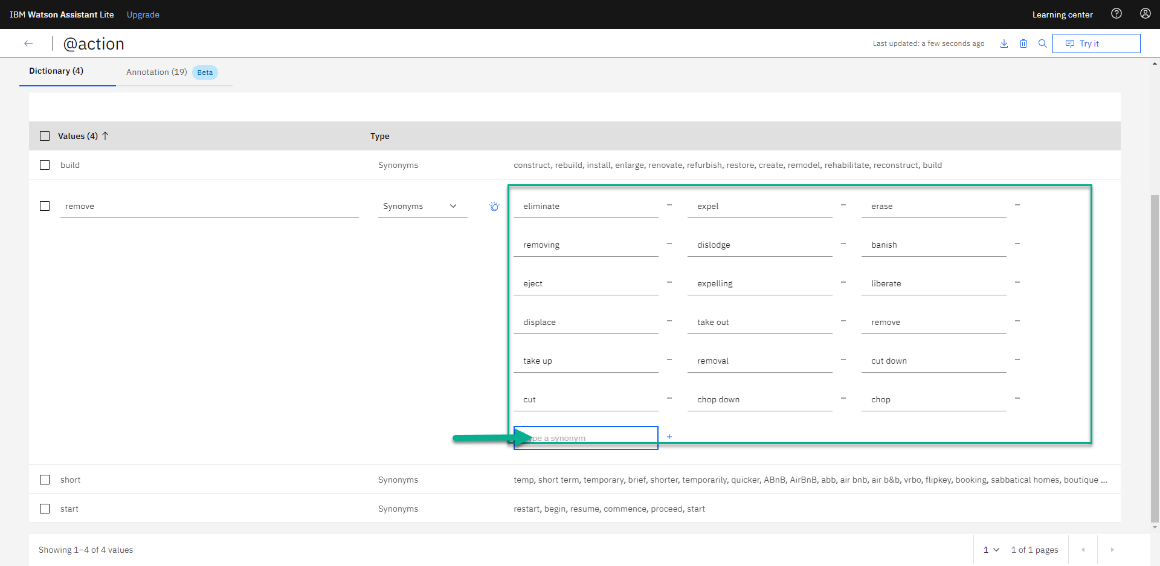 IBM Watson Assistant Lite Upgrade Learning center
@action Last updated: a few seconds ago Try it
Dictionary (4) Annotation (19) Beta
Values (4) Type
build Synonyms construct, rebuild, install, enlarge, renovate, refurbish, restore, create, remodel, rehabilitate, reconstruct, build
remove Synonyms eliminate expel erase
removing dislodge banish
eject expelling liberate
displace take out remove
take up removal cut down
cut chop down chop
a synonym
short Synonyms temp, short term, temporary, brief, shorter, temporarily, quicker, ABnB, AirBnB, abb, air bnb, air b&b, vrbo, flipkey, booking, sabbatical homes, boutique ...
start Synonyms restart, begin, resume, commence, proceed, start
Showing 1–4 of 4 values 1 1 of 1 pages